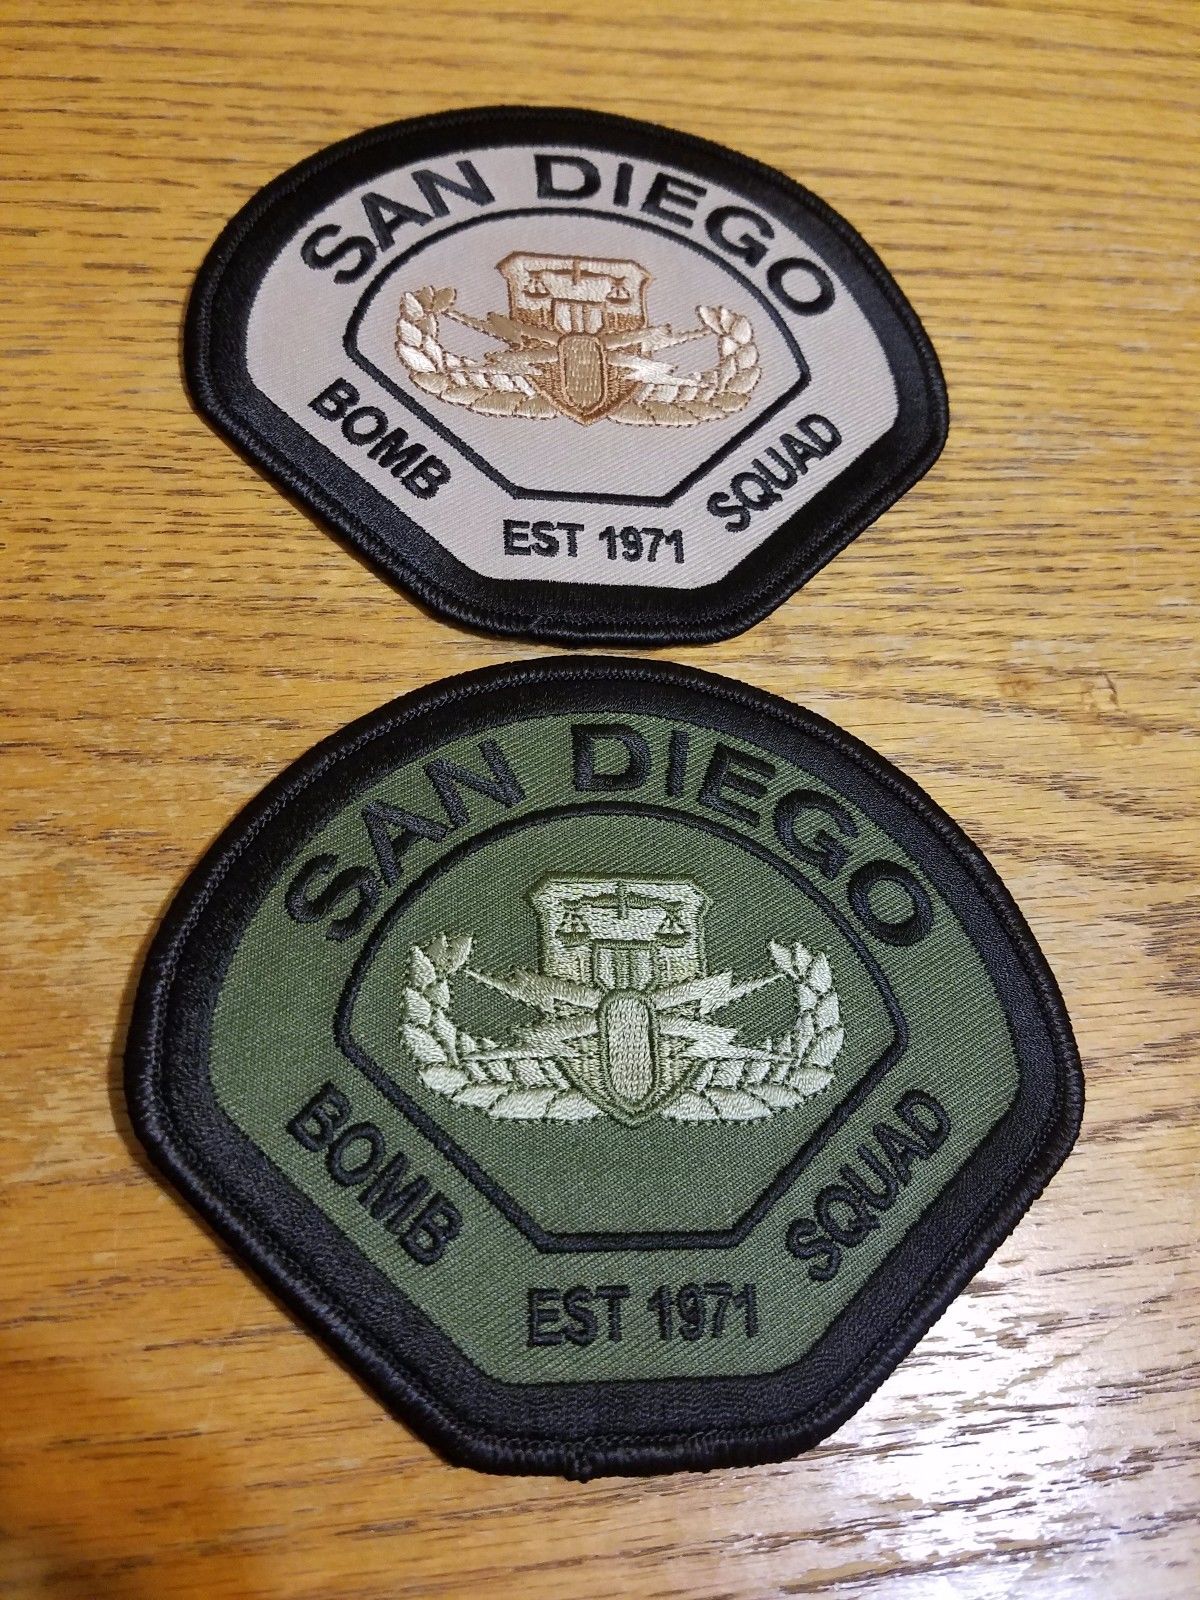 SAN DIEGO
BOMB SQUAD
EST 1971
SAN DIEGO
BOMB SQUAD
EST 1971